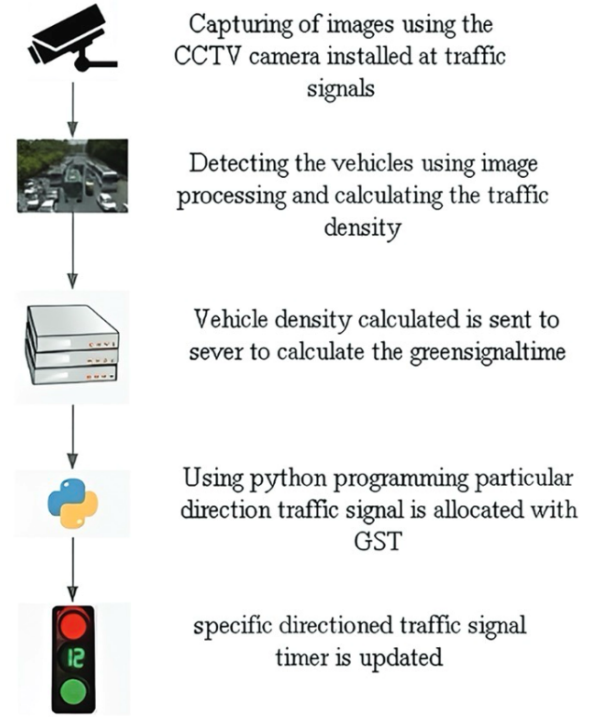 Capturing of images using the
CCTV camera installed at traffic
signals
Detecting the vehicles using image
processing and calculating the traffic
density
Vehicle density calculated is sent to
sever to calculate the greensignaltime
Using python programming particular
direction traffic signal is allocated with
GST
specific directioned traffic signal
12
timer is updated